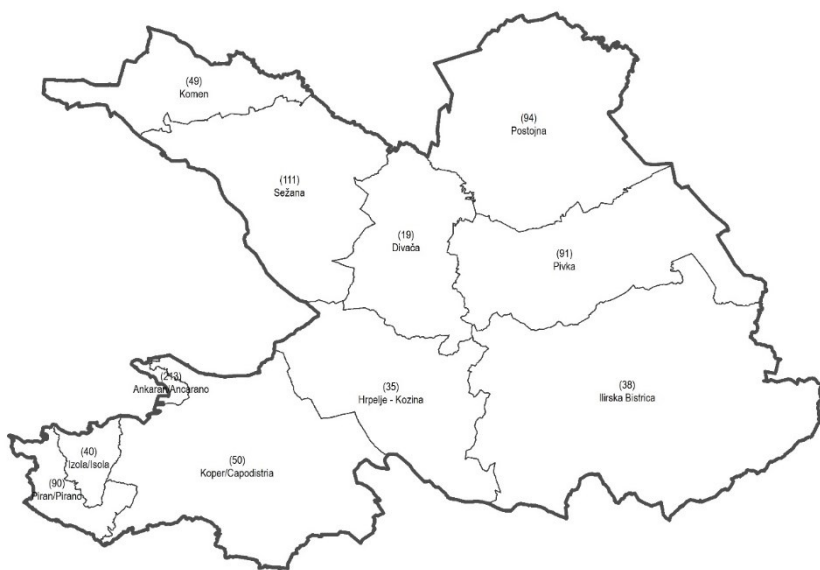 (49)
Komen
(94)
Postojna
(111)
Sežana
(19)
Divača
(91)
Pivka
(213)
Ankaran/Ancarano
(35)
Hrpelje - Kozina
(38)
Ilirska Bistrica
(40)
Izola/Isola
(50)
Koper/Capodistria
(90)
Piran/Pirano